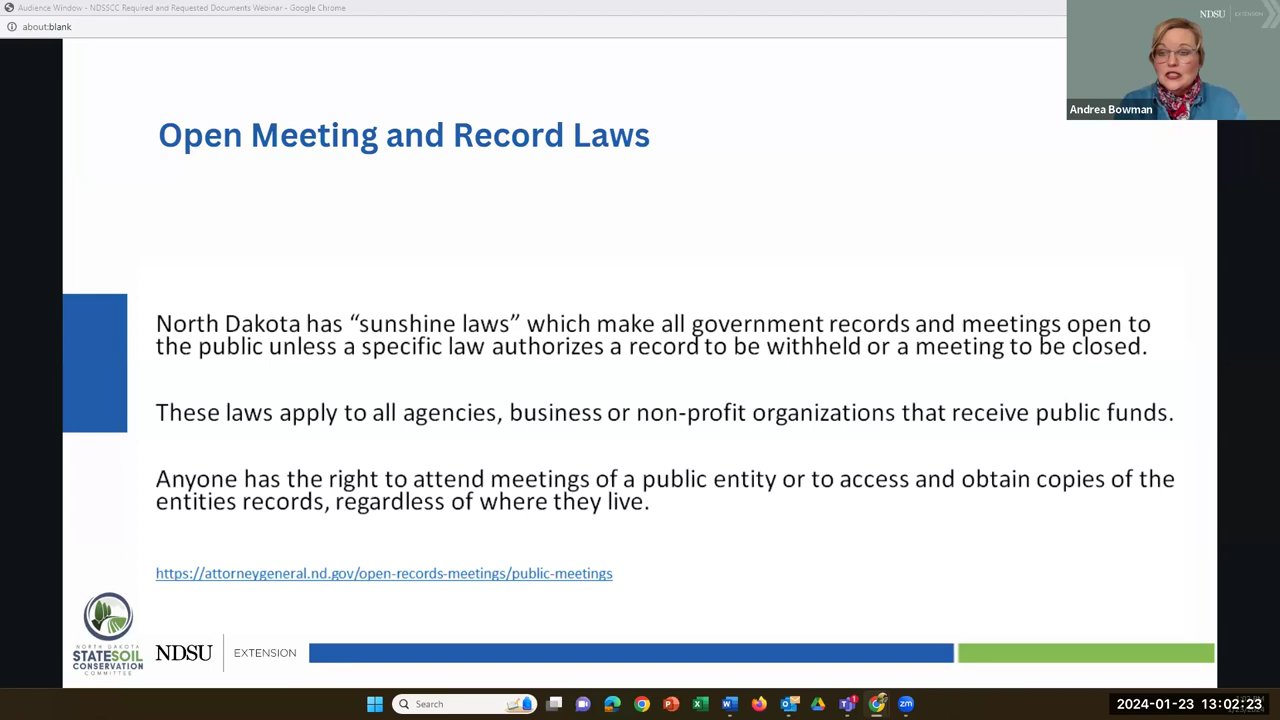 Audience Window - NDSSCC Required and Requested Documents Webinar - Google Chrome
about:blank
NDSU EXTENSION
Andrea Bowman
Open Meeting and Record Laws
North Dakota has “sunshine laws” which make all government records and meetings open to
the public unless a specific law authorizes a record to be withheld or a meeting to be closed.
These laws apply to all agencies, business or non-profit organizations that receive public funds.
Anyone has the right to attend meetings of a public entity or to access and obtain copies of the
entities records, regardless of where they live.
https://attorneygeneral.nd.gov/open-records-meetings/public-meetings
NORTH DAKOTA
STATESOIL
CONSERVATION
COMMITTEE
NDSU EXTENSION
Search
2024-01-23 13:02:23